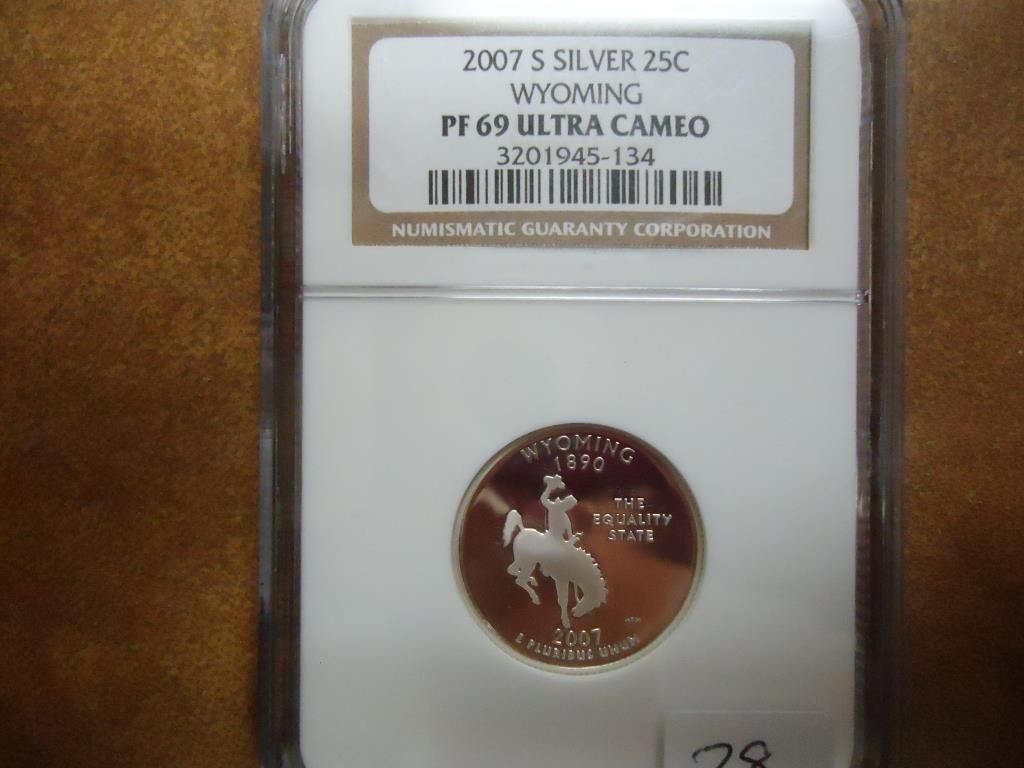 2007 S SILVER 25C
WYOMING
PF 69 ULTRA CAMEO
3201945-134
NUMISMATIC GUARANTY CORPORATION
WYOMING
1890
THE
EQUALITY
STATE
2007
E PLURIBUS UNUM
28